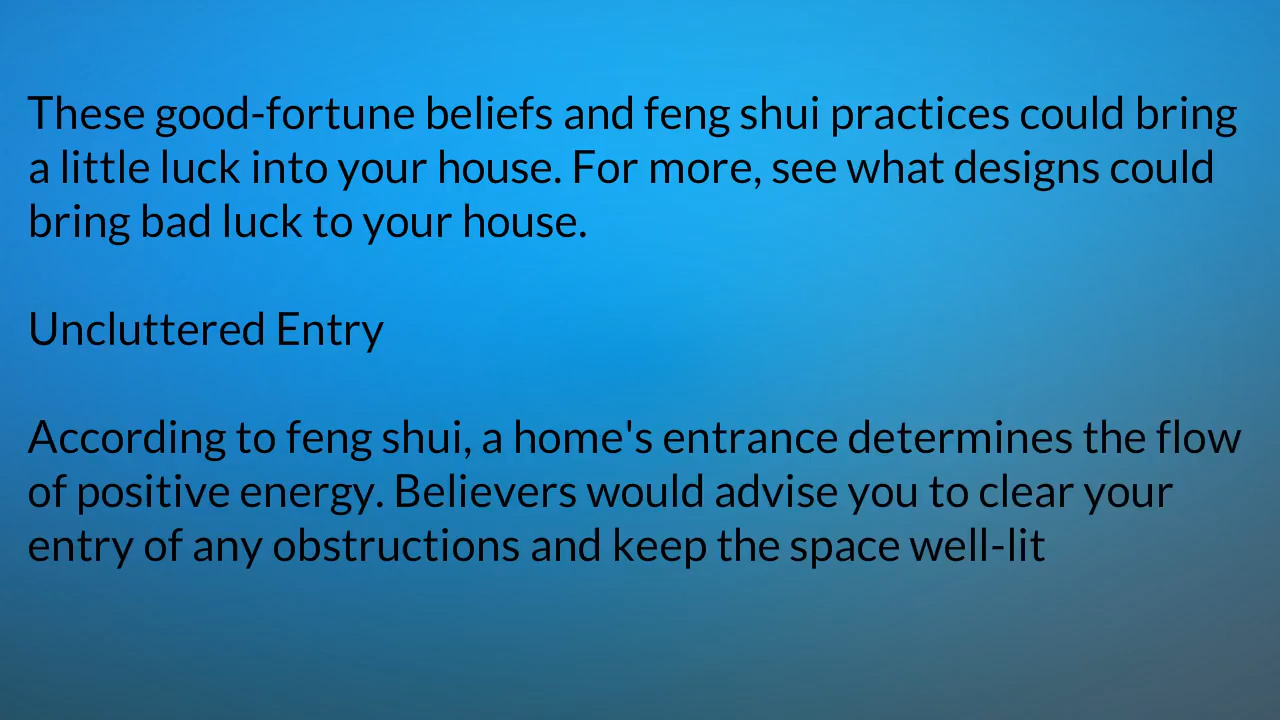 These good-fortune beliefs and feng shui practices could bring
a little luck into your house. For more, see what designs could
bring bad luck to your house.
Uncluttered Entry
According to feng shui, a home's entrance determines the flow
of positive energy. Believers would advise you to clear your
entry of any obstructions and keep the space well-lit